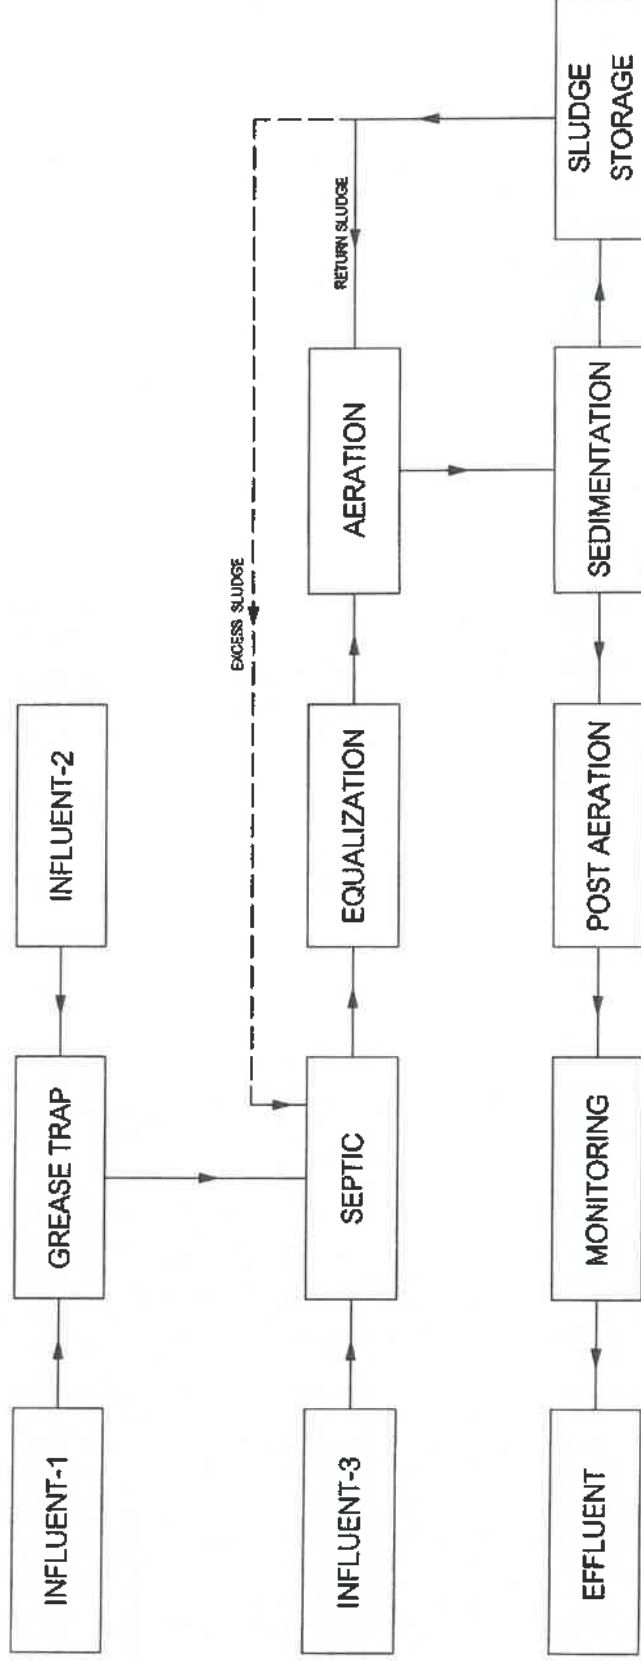 INFLUENT-1
GREASE TRAP
INFLUENT-2
EXCESS SLUDGE
RETURN SLUDGE
INFLUENT-3
SEPTIC
EQUALIZATION
AERATION
EFFLUENT
MONITORING
POST AERATION
SEDIMENTATION
SLUDGE
STORAGE